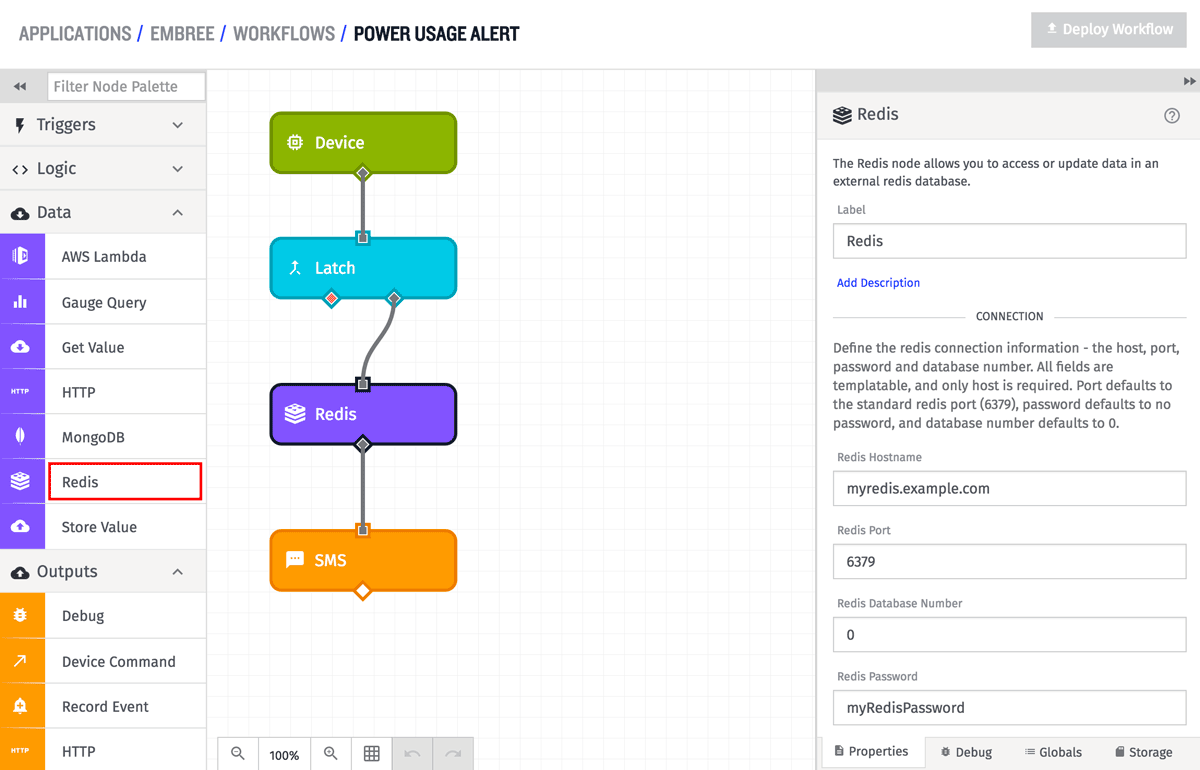 APPLICATIONS / EMBREE / WORKFLOWS / POWER USAGE ALERT
Deploy Workflow
Filter Node Palette
Triggers
Logic
Data
AWS Lambda
Gauge Query
Get Value
HTTP HTTP
MongoDB
Redis
Store Value
Outputs
Debug
Device Command
Record Event
HTTP HTTP
Device
Latch
Redis
SMS
100%
Redis
The Redis node allows you to access or update data in an
external redis database.
Label
Redis
Add Description
CONNECTION
Define the redis connection information - the host, port,
password and database number. All fields are
templatable, and only host is required. Port defaults to
the standard redis port (6379), password defaults to no
password, and database number defaults to 0.
Redis Hostname
myredis.example.com
Redis Port
6379
Redis Database Number
0
Redis Password
myRedisPassword
Properties Debug Globals Storage